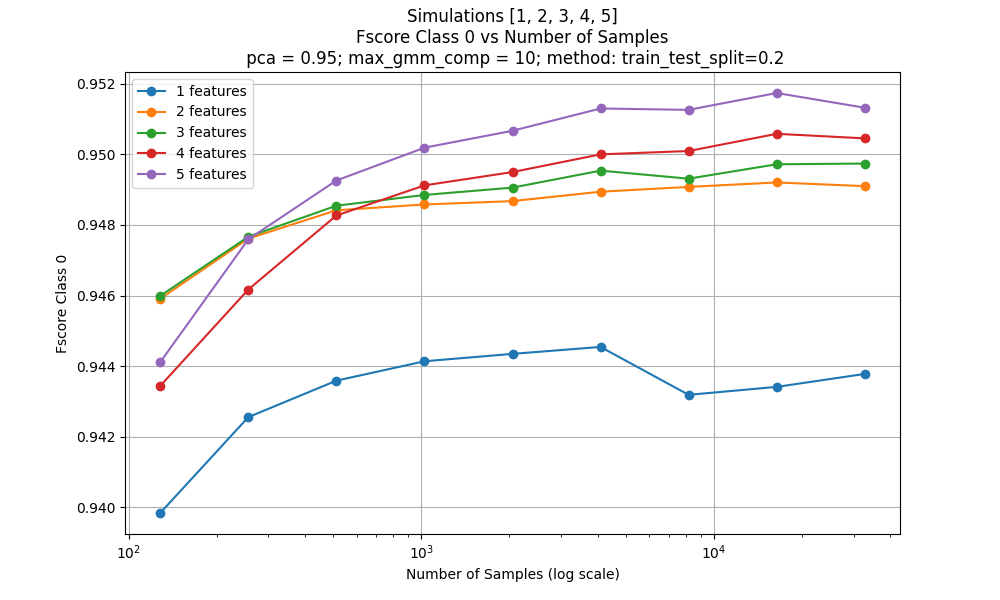 Simulations [1, 2, 3, 4, 5]
Fscore Class 0 vs Number of Samples
pca = 0.95; max_gmm_comp = 10; method: train_test_split=0.2
1 features
2 features
3 features
4 features
5 features
0.952
0.950
0.948
0.946
0.944
0.942
0.940
Fscore Class 0
10²
10³
10⁴
Number of Samples (log scale)